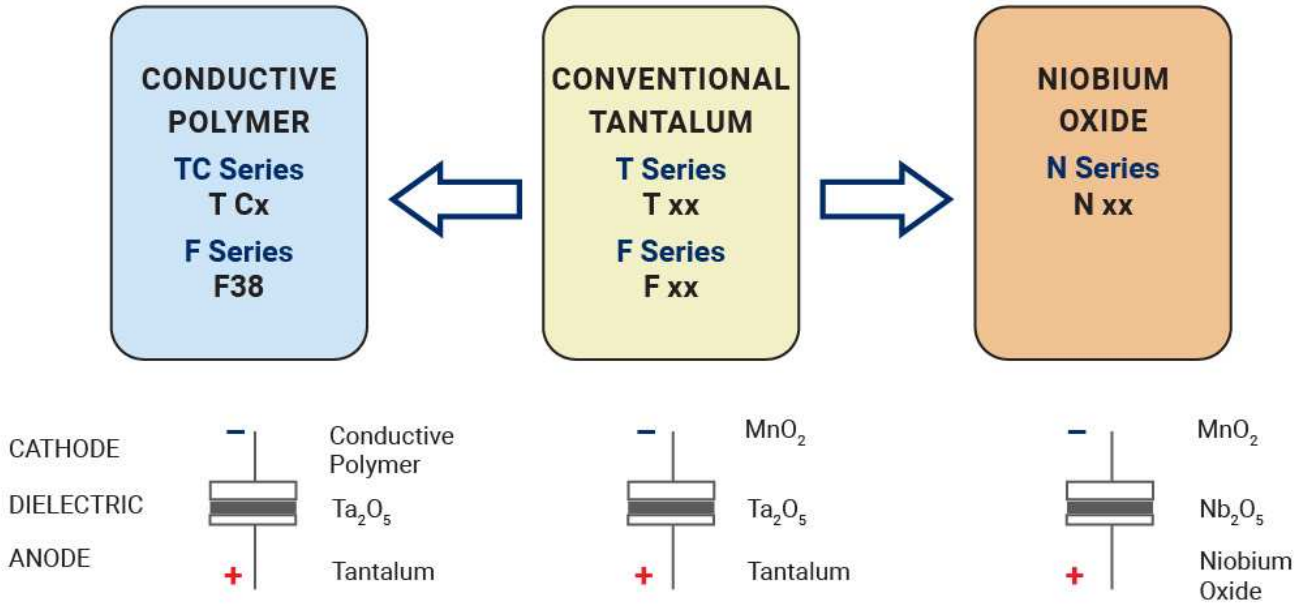 CONDUCTIVE
POLYMER
TC Series
T Cx
F Series
F38
CONVENTIONAL
TANTALUM
T Series
T xx
F Series
F xx
NIOBIUM
OXIDE
N Series
N xx
CATHODE
DIELECTRIC
ANODE
–
Conductive
Polymer
Ta₂O₅
+
Tantalum
–
MnO₂
Ta₂O₅
+
Tantalum
–
MnO₂
Nb₂O₅
+
Niobium
Oxide